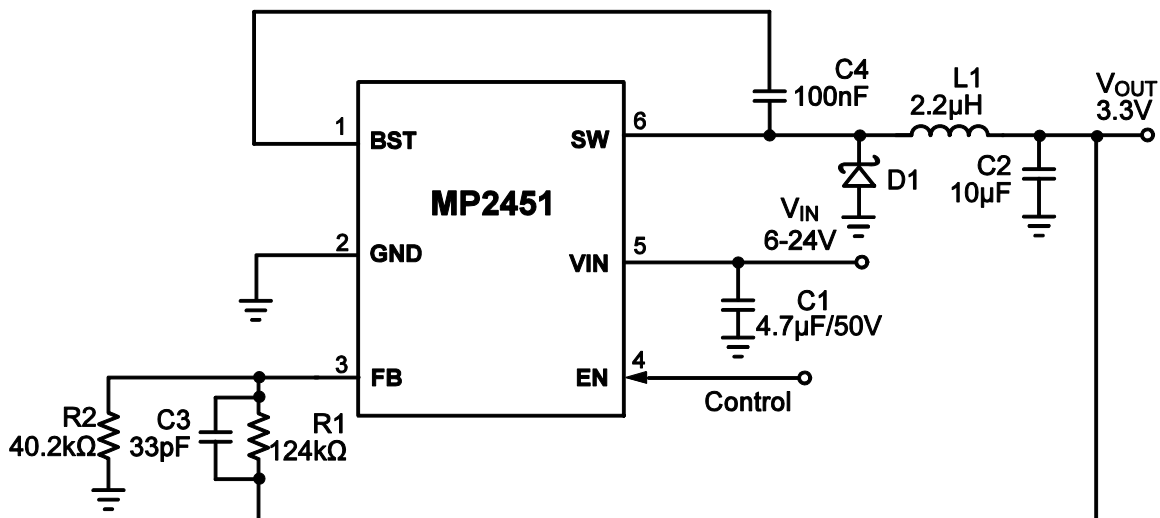 C4
100nF
L1
2.2µH
VOUT
3.3V
1
BST
SW
6
C2
10µF
D1
MP2451
VIN
6-24V
2
GND
VIN
5
C1
4.7µF/50V
3
FB
EN
4
Control
R2
40.2kΩ
C3
33pF
R1
124kΩ